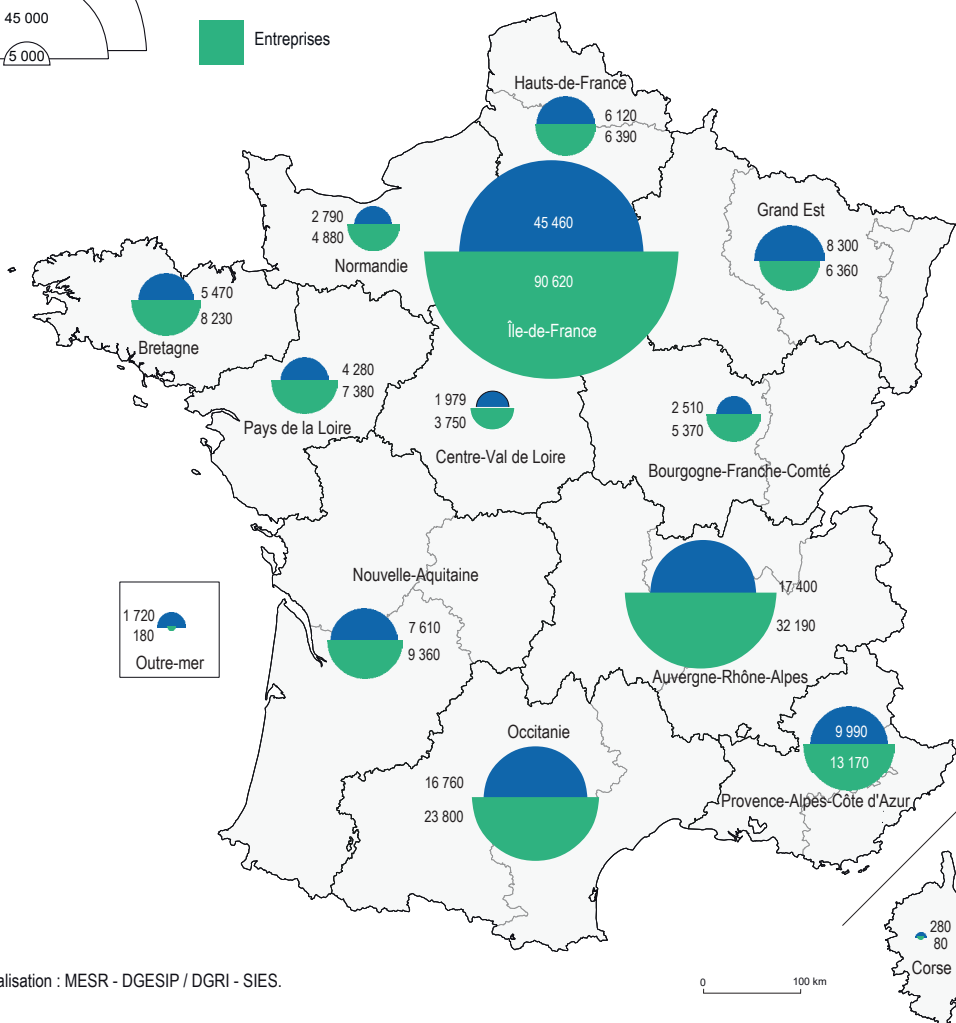 45 000
5 000
Entreprises
Hauts-de-France
6 120
6 390
45 460
90 620
Île-de-France
Grand Est
8 300
6 360
2 790
4 880
Normandie
5 470
8 230
Bretagne
4 280
7 380
Pays de la Loire
1 979
3 750
Centre-Val de Loire
2 510
5 370
Bourgogne-Franche-Comté
Nouvelle-Aquitaine
7 610
9 360
17 400
32 190
Auvergne-Rhône-Alpes
1 720
180
Outre-mer
Occitanie
16 760
23 800
9 990
13 170
Provence-Alpes-Côte d'Azur
280
80
Corse
alisation : MESR - DGESIP / DGRI - SIES.
0 100 km